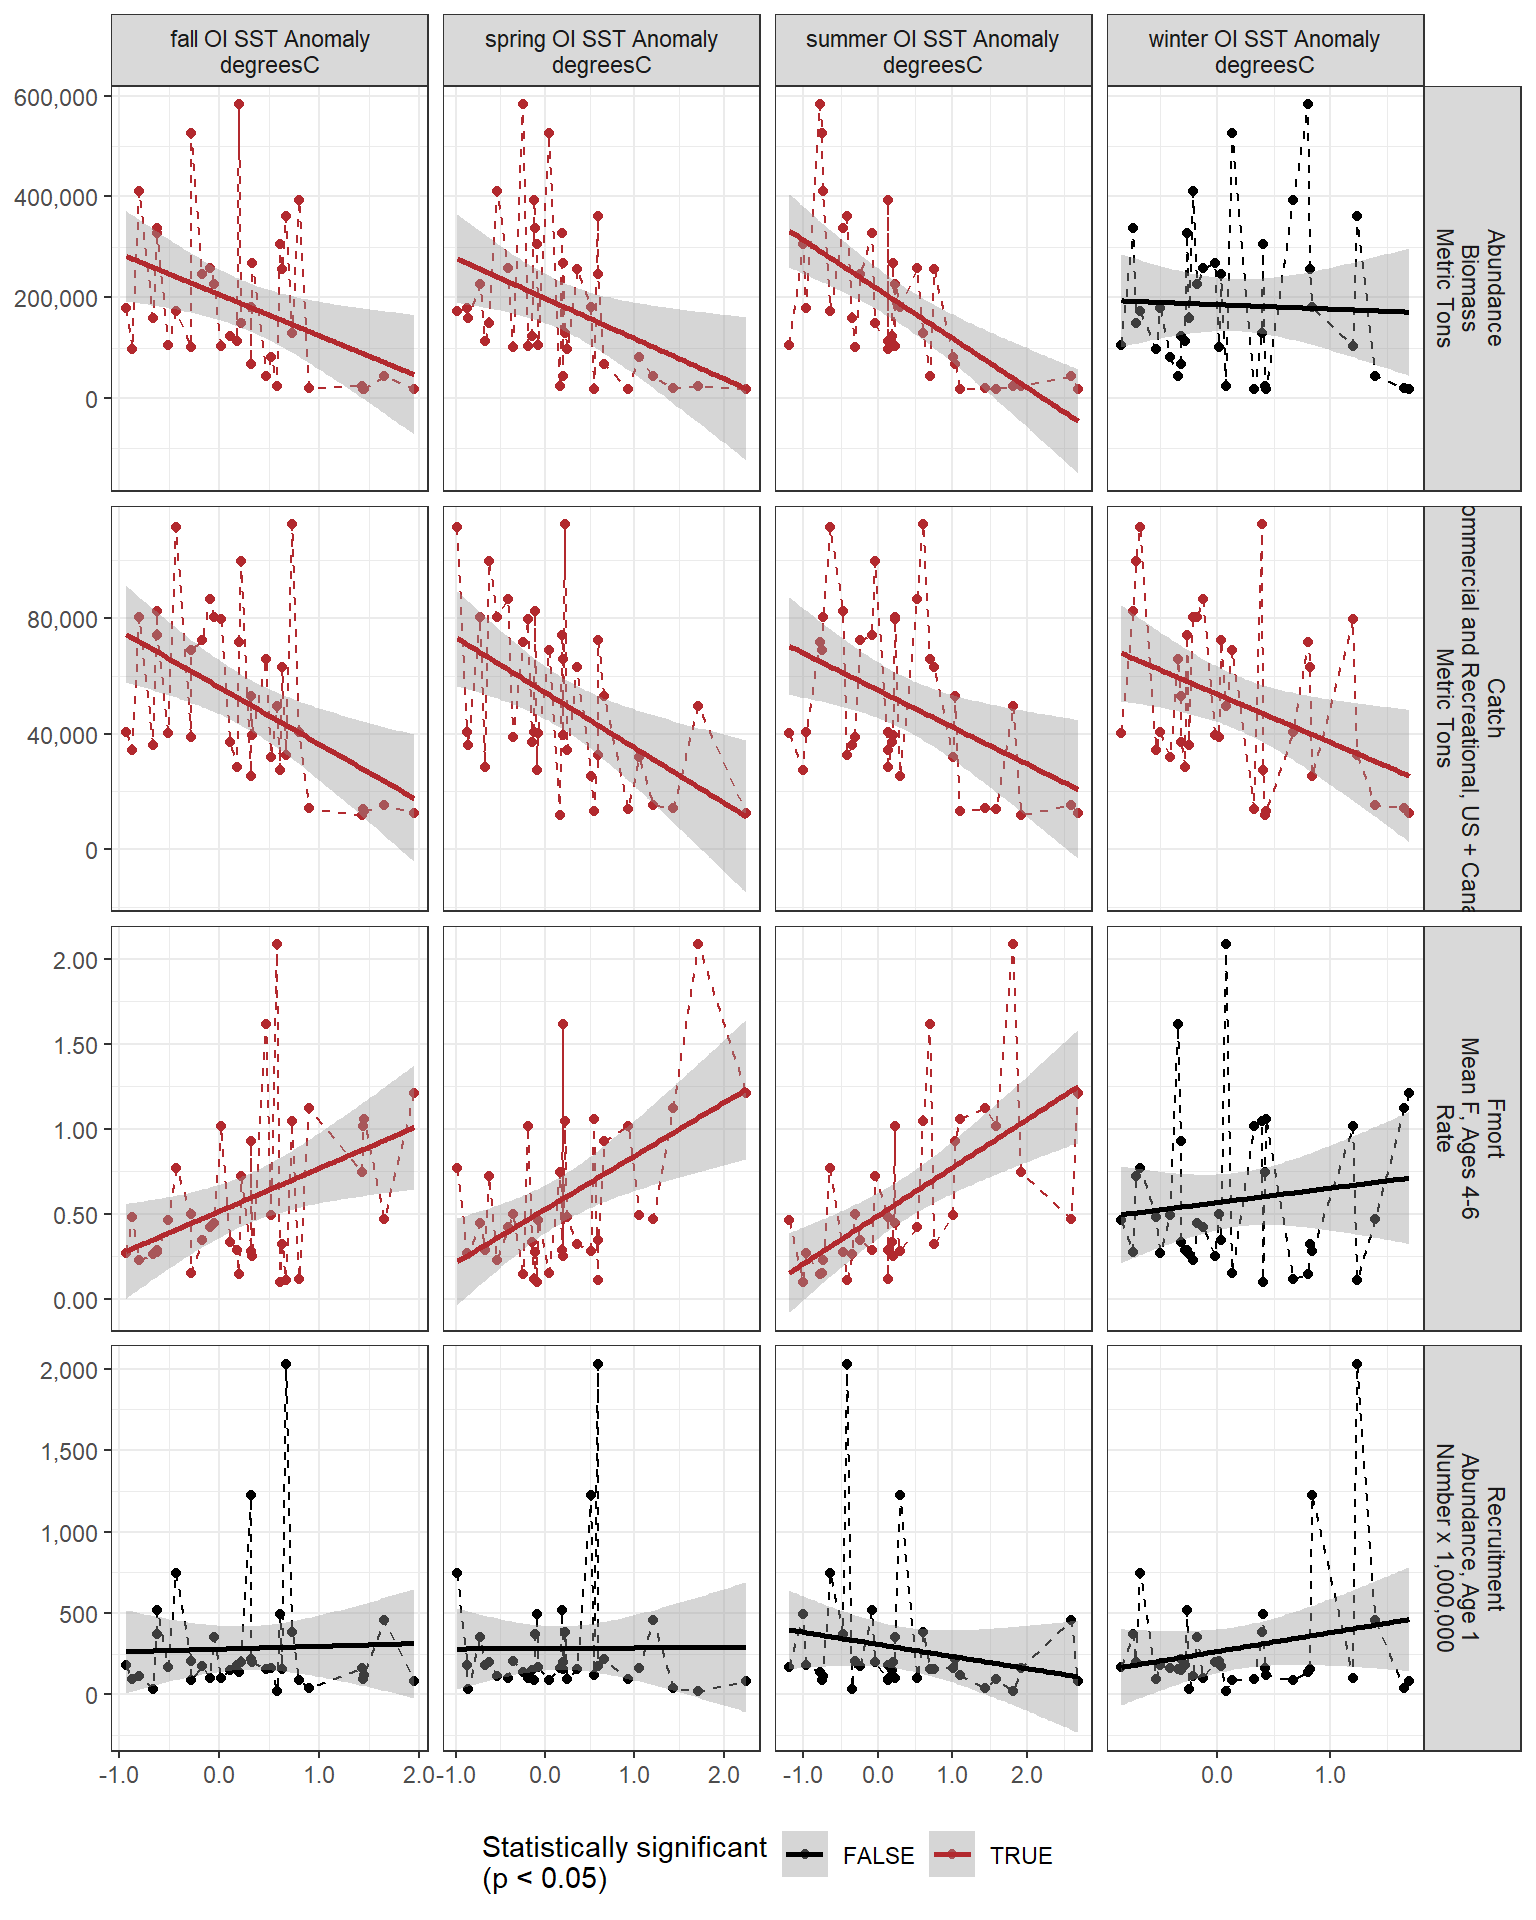 fall OI SST Anomaly
degreesC
spring OI SST Anomaly
degreesC
summer OI SST Anomaly
degreesC
winter OI SST Anomaly
degreesC
600,000
400,000
200,000
0
Abundance
Biomass
Metric Tons
80,000
40,000
0
Catch
and Recreational, US +
Metric Tons
2.00
1.50
1.00
0.50
0.00
Fmort
Mean F, Ages 4-6
Rate
2,000
1,500
1,000
500
0
Recruitment
Abundance, Age 1
Number x 1,000,000
-1.0 0.0 1.0 2.0
-1.0 0.0 1.0 2.0
-1.0 0.0 1.0 2.0
0.0 1.0
Statistically significant
(p < 0.05)
FALSE
TRUE